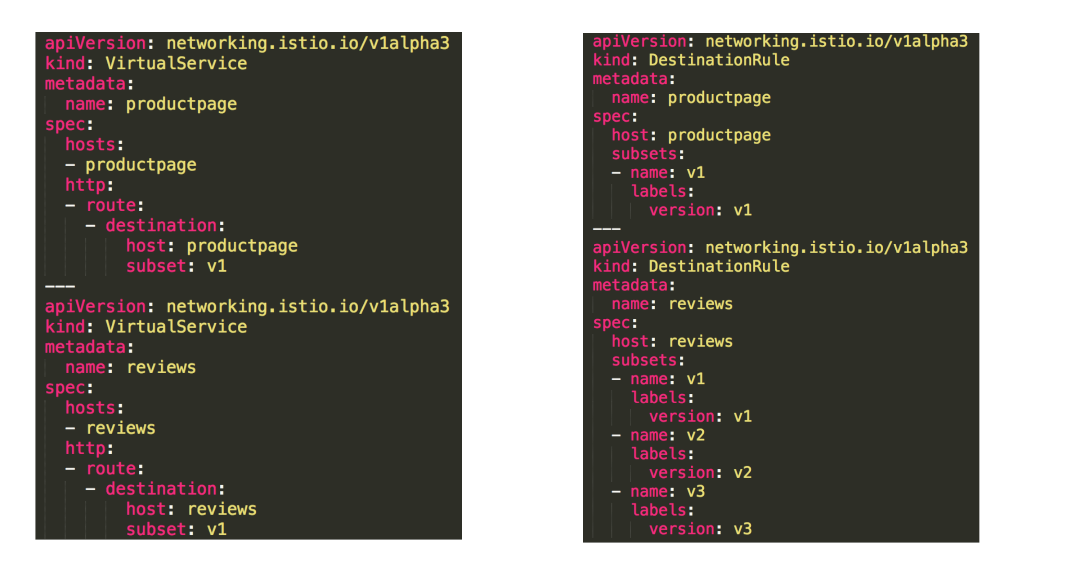 apiVersion: networking.istio.io/v1alpha3
kind: VirtualService
metadata:
  name: productpage
spec:
  hosts:
  - productpage
  http:
  - route:
    - destination:
        host: productpage
        subset: v1
---
apiVersion: networking.istio.io/v1alpha3
kind: VirtualService
metadata:
  name: reviews
spec:
  hosts:
  - reviews
  http:
  - route:
    - destination:
        host: reviews
        subset: v1
apiVersion: networking.istio.io/v1alpha3
kind: DestinationRule
metadata:
  name: productpage
spec:
  host: productpage
  subsets:
  - name: v1
    labels:
      version: v1
---
apiVersion: networking.istio.io/v1alpha3
kind: DestinationRule
metadata:
  name: reviews
spec:
  host: reviews
  subsets:
  - name: v1
    labels:
      version: v1
  - name: v2
    labels:
      version: v2
  - name: v3
    labels:
      version: v3